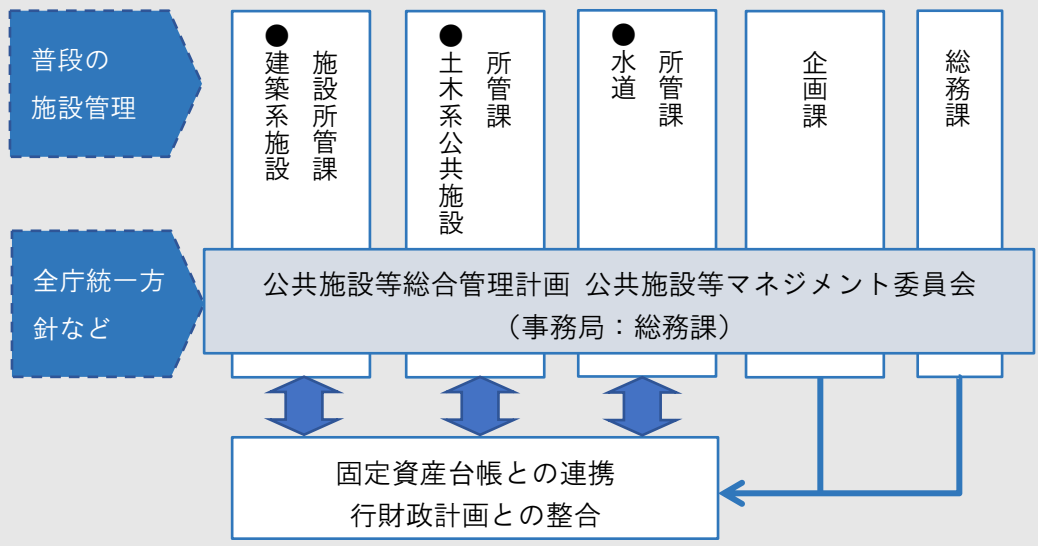 普段の
施設管理
●建築系施設
施設所管課
●土木系公共施設
所管課
●水道
所管課
企画課
総務課
全庁統一方
針など
公共施設等総合管理計画 公共施設等マネジメント委員会
（事務局：総務課）
固定資産台帳との連携
行財政計画との整合